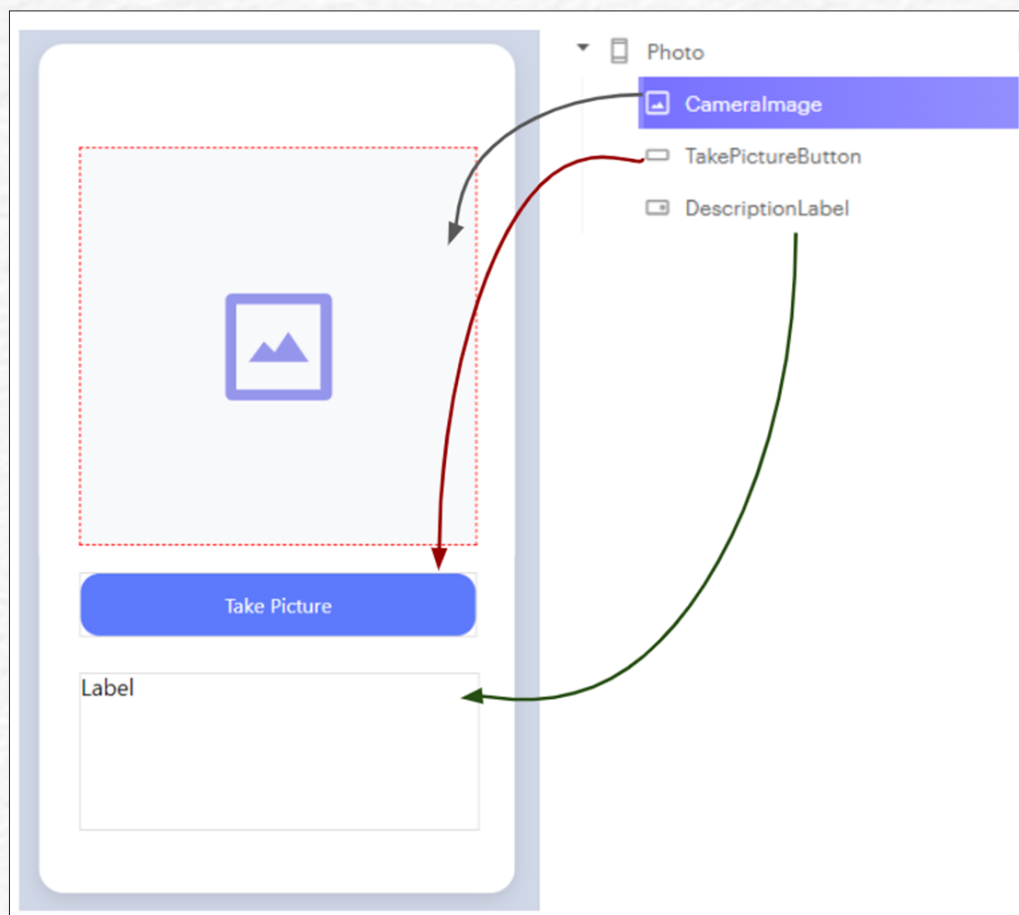 Photo
CameraImage
TakePictureButton
DescriptionLabel
Take Picture
Label